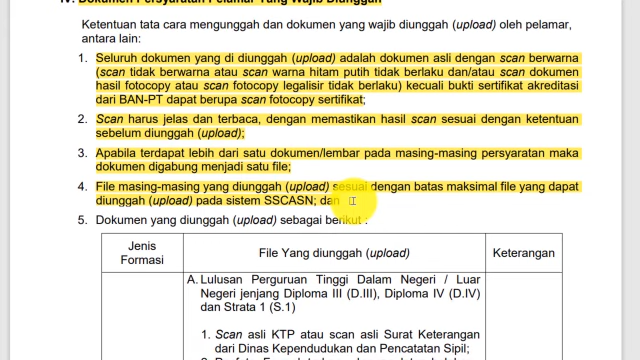 IV. Dokumen Persyaratan Pelamar Yang Wajib Diunggah
Ketentuan tata cara mengunggah dan dokumen yang wajib diunggah (upload) oleh pelamar,
antara lain:
1. Seluruh dokumen yang di diunggah (upload) adalah dokumen asli dengan scan berwarna
(scan tidak berwarna atau scan warna hitam putih tidak berlaku dan/atau scan dokumen
hasil fotocopy atau scan fotocopy legalisir tidak berlaku) kecuali bukti sertifikat akreditasi
dari BAN-PT dapat berupa scan fotocopy sertifikat;
2. Scan harus jelas dan terbaca, dengan memastikan hasil scan sesuai dengan ketentuan
sebelum diunggah (upload);
3. Apabila terdapat lebih dari satu dokumen/lembar pada masing-masing persyaratan maka
dokumen digabung menjadi satu file;
4. File masing-masing yang diunggah (upload) sesuai dengan batas maksimal file yang dapat
diunggah (upload) pada sistem SSCASN; dan
5. Dokumen yang diunggah (upload) sebagai berikut :
Jenis
Formasi
File Yang diunggah (upload)
Keterangan
A. Lulusan Perguruan Tinggi Dalam Negeri / Luar
Negeri jenjang Diploma III (D.III), Diploma IV (D.IV)
dan Strata 1 (S.1)
1. Scan asli KTP atau scan asli Surat Keterangan
dari Dinas Kependudukan dan Pencatatan Sipil;